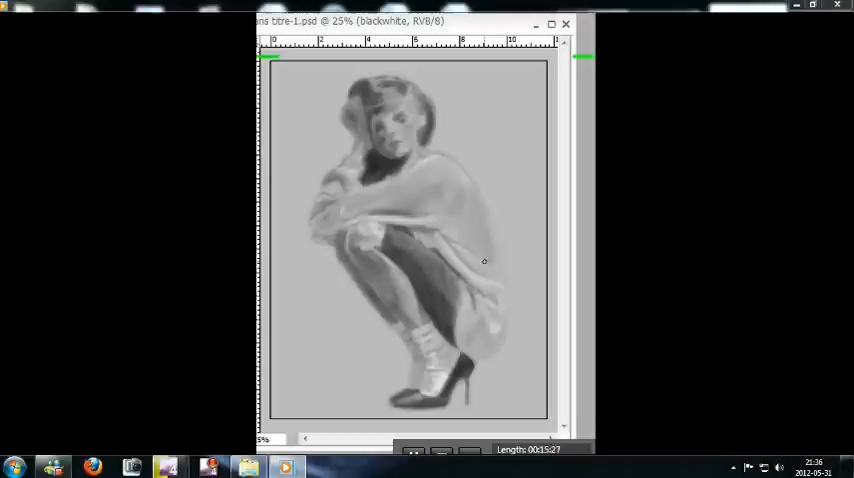 ans titre-1.psd @ 25% (blackwhite, RVB/8)
0 2 4 6 8 10 1
5%
Length: 00:15:27
21:36
2012-05-31